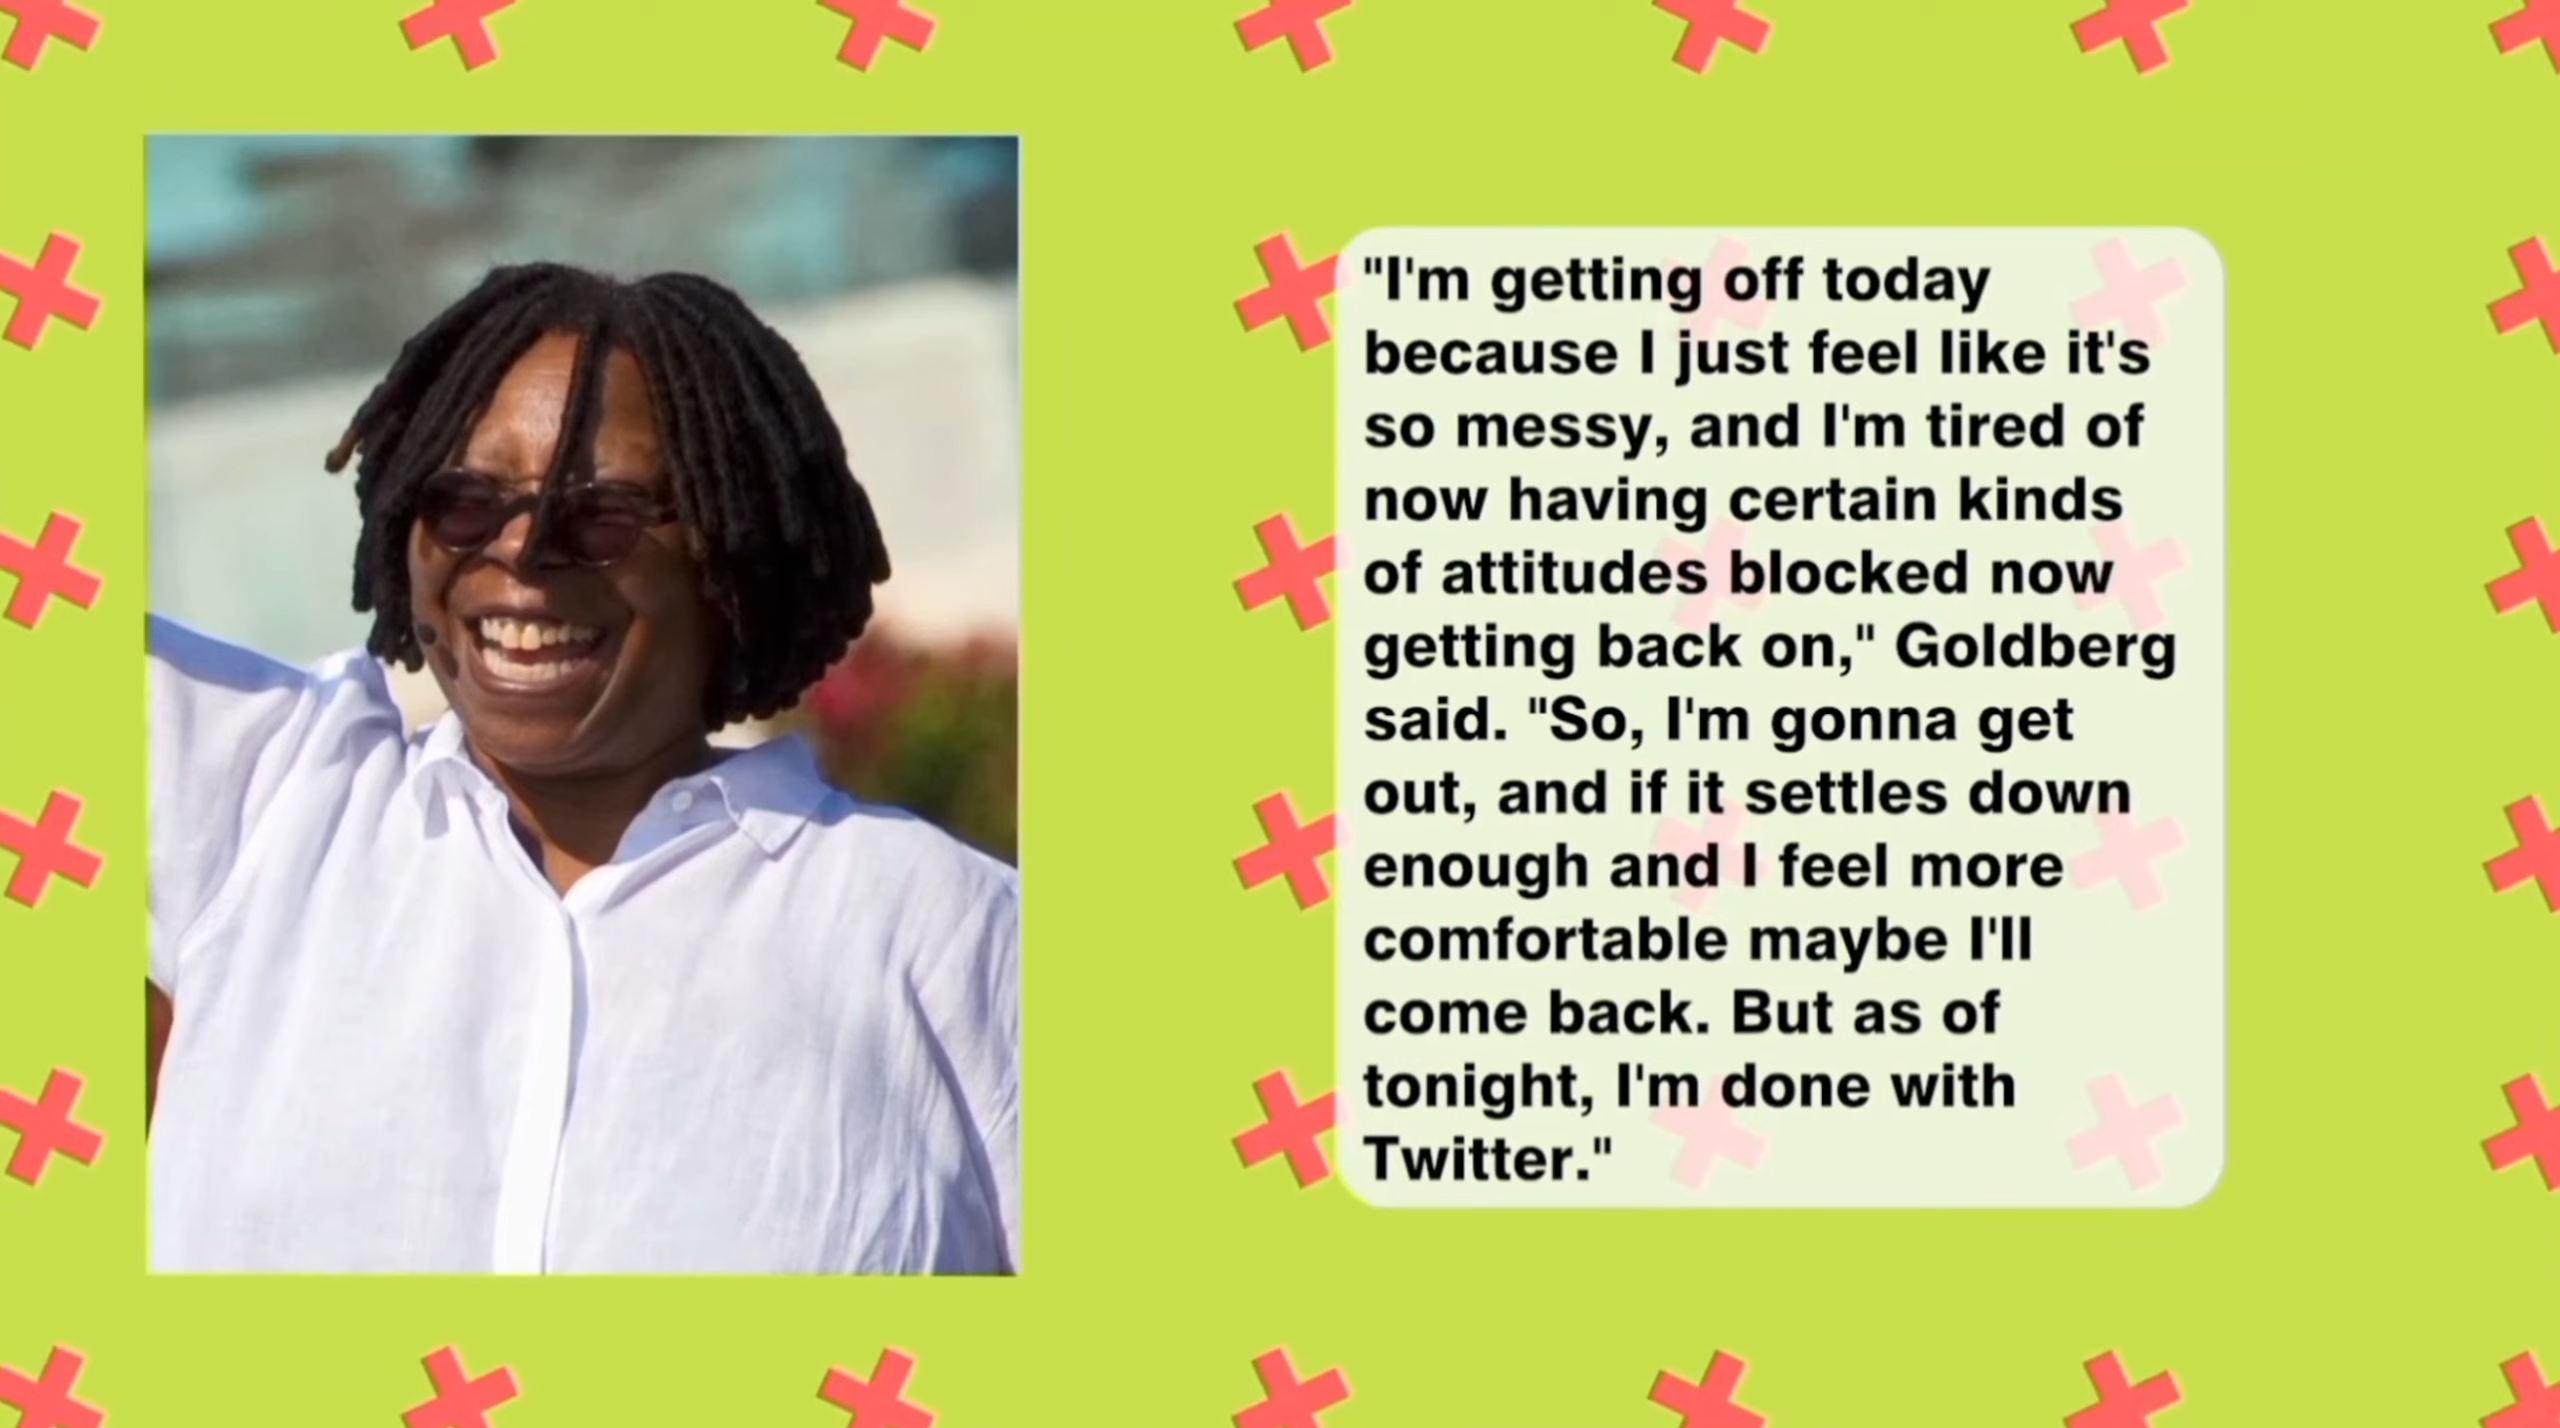 "I'm getting off today
because I just feel like it's
so messy, and I'm tired of
now having certain kinds
of attitudes blocked now
getting back on," Goldberg
said. "So, I'm gonna get
out, and if it settles down
enough and I feel more
comfortable maybe I'll
come back. But as of
tonight, I'm done with
Twitter."